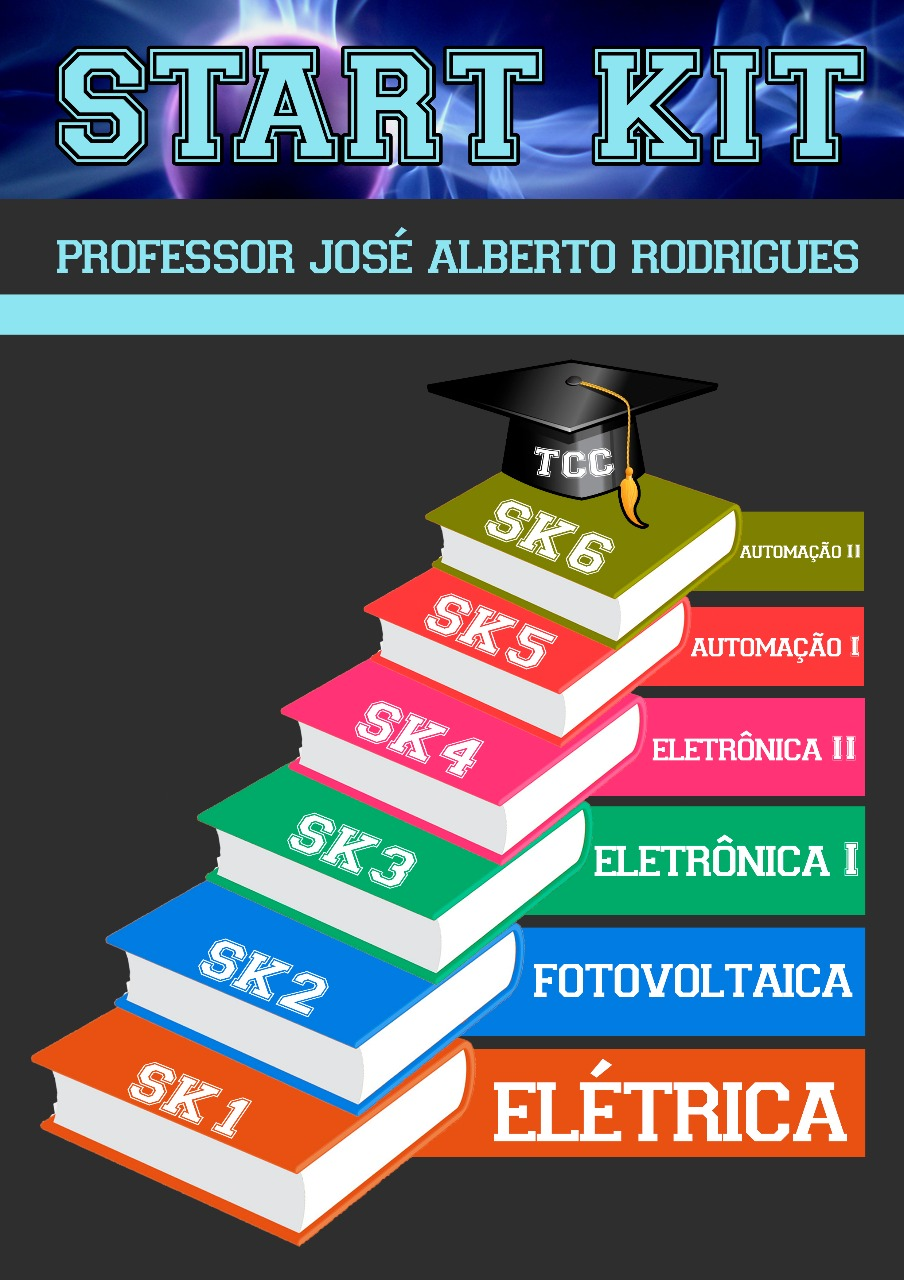 START KIT
PROFESSOR JOSÉ ALBERTO RODRIGUES
TCC
SK6
AUTOMAÇÃO II
SK5
AUTOMAÇÃO I
SK4
ELETRÔNICA II
SK3
ELETRÔNICA I
SK2
FOTOVOLTAICA
SK1
ELÉTRICA